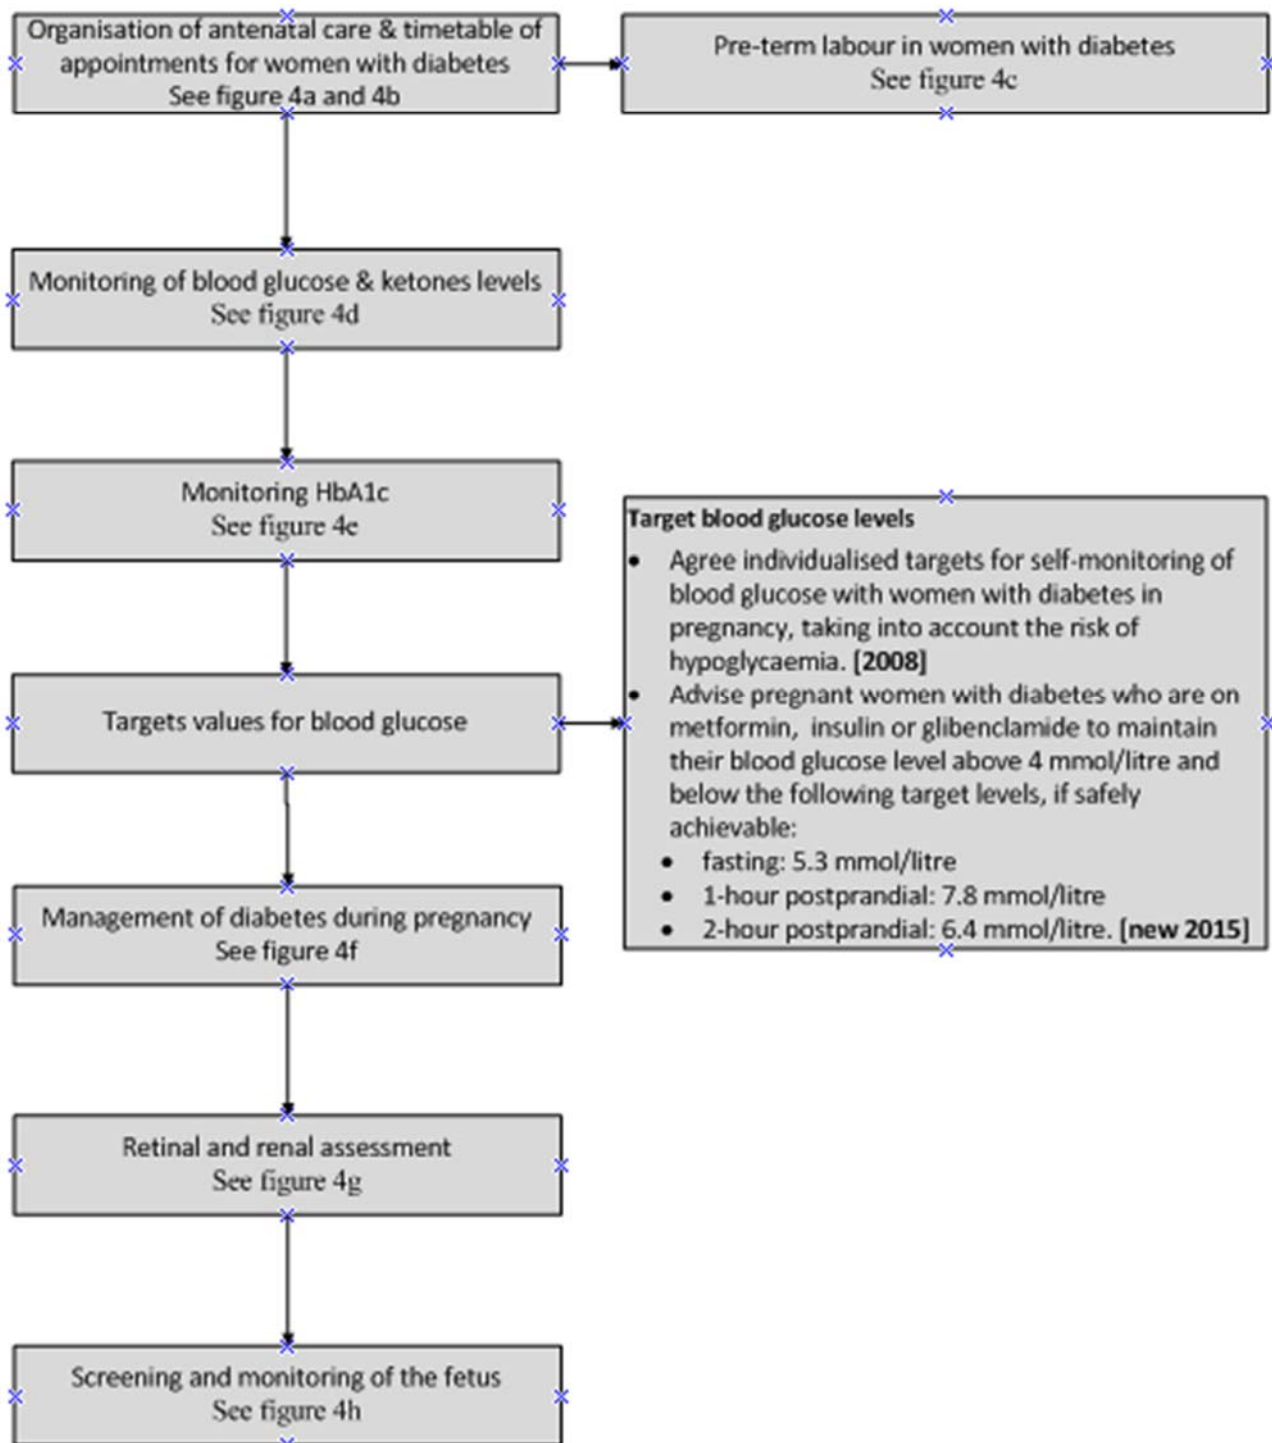 Organisation of antenatal care & timetable of
appointments for women with diabetes
See figure 4a and 4b
Pre-term labour in women with diabetes
See figure 4c
Monitoring of blood glucose & ketones levels
See figure 4d
Monitoring HbA1c
See figure 4e
Targets values for blood glucose
Target blood glucose levels
• Agree individualised targets for self-monitoring of
blood glucose with women with diabetes in
pregnancy, taking into account the risk of
hypoglycaemia. [2008]
• Advise pregnant women with diabetes who are on
metformin, insulin or glibenclamide to maintain
their blood glucose level above 4 mmol/litre and
below the following target levels, if safely
achievable:
• fasting: 5.3 mmol/litre
• 1-hour postprandial: 7.8 mmol/litre
• 2-hour postprandial: 6.4 mmol/litre. [new 2015]
Management of diabetes during pregnancy
See figure 4f
Retinal and renal assessment
See figure 4g
Screening and monitoring of the fetus
See figure 4h